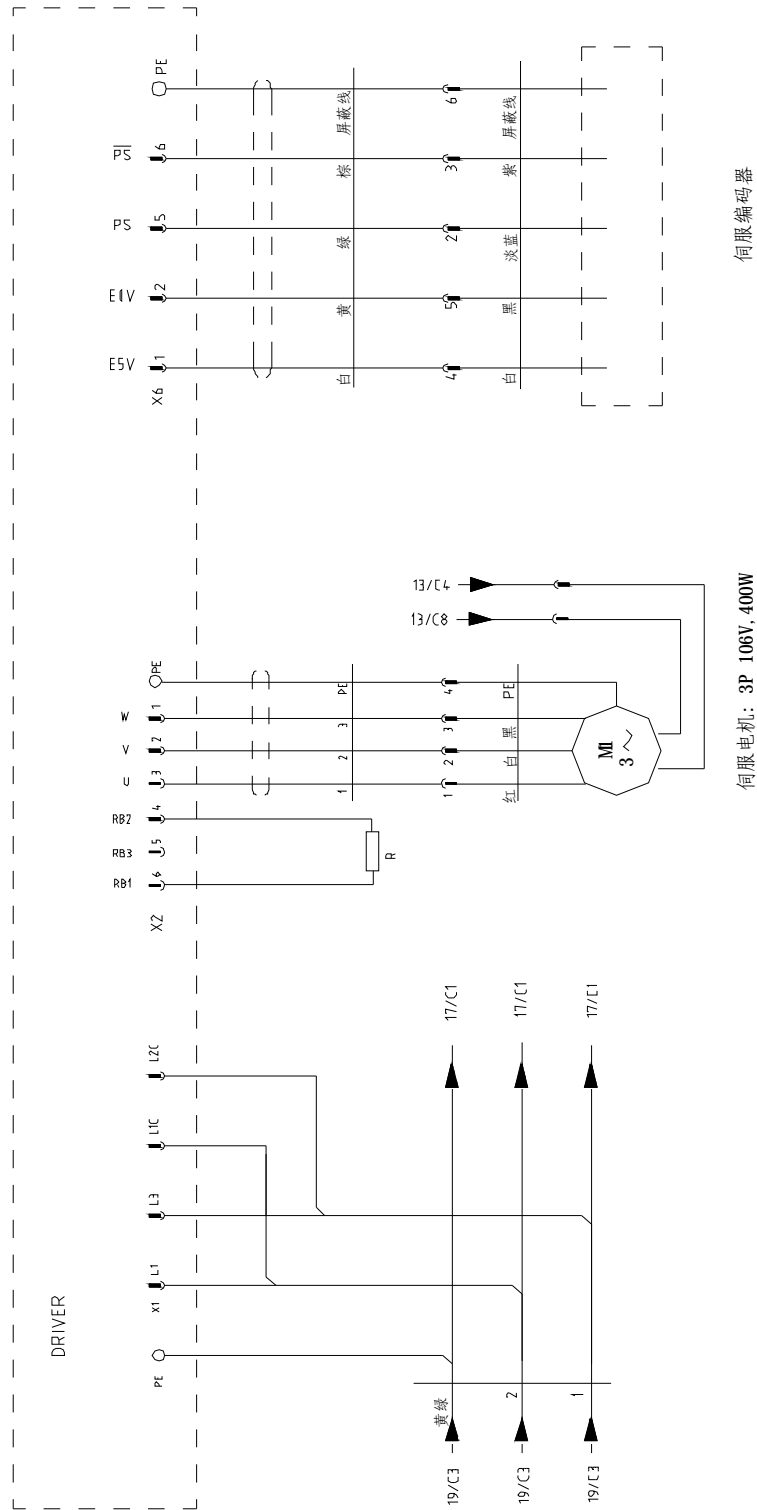 DRIVER
PE
X1
L1
L3
L1C
L2C
19/C3
19/C3
19/C3
黄绿
2
1
17/C1
17/C1
17/C1
X2
RB1 6
RB3 5
RB2 4
U 3
V 2
W 1
PE
R
1
2
3
PE
1
2
3
4
红
白
黑
PE
13/C4
13/C8
M1
3～
伺服电机: 3P 106V, 400W
X6
E5V 1
E0V 2
PS 5
P̅S̅ 6
PE
白
黄
绿
棕
屏蔽线
4
5
2
3
6
白
黑
淡蓝
紫
屏蔽线
伺服编码器